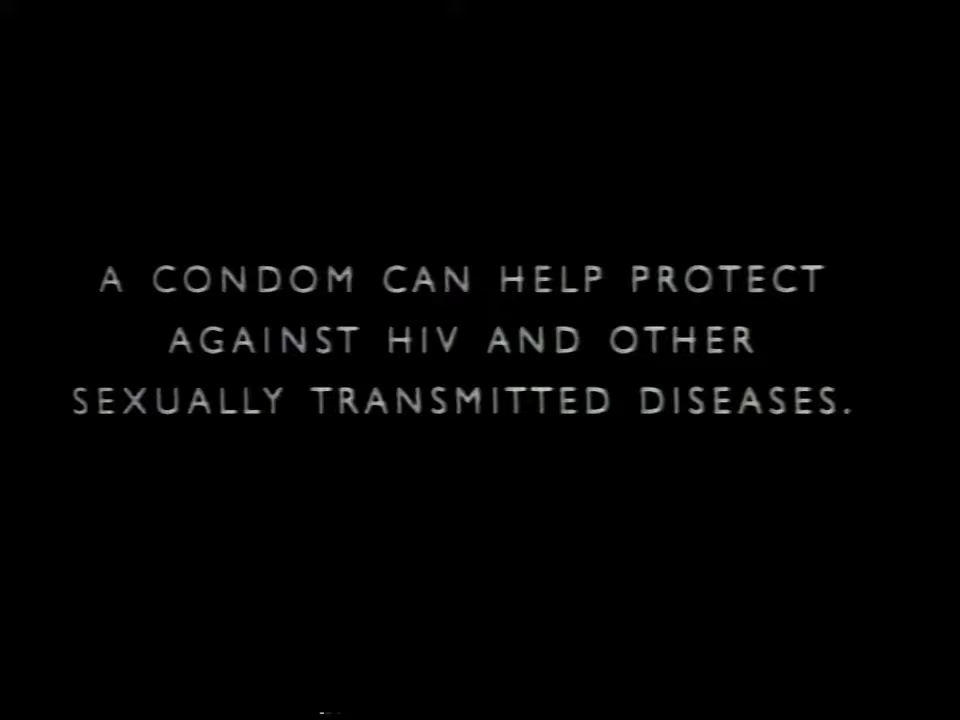 A CONDOM CAN HELP PROTECT
AGAINST HIV AND OTHER
SEXUALLY TRANSMITTED DISEASES.